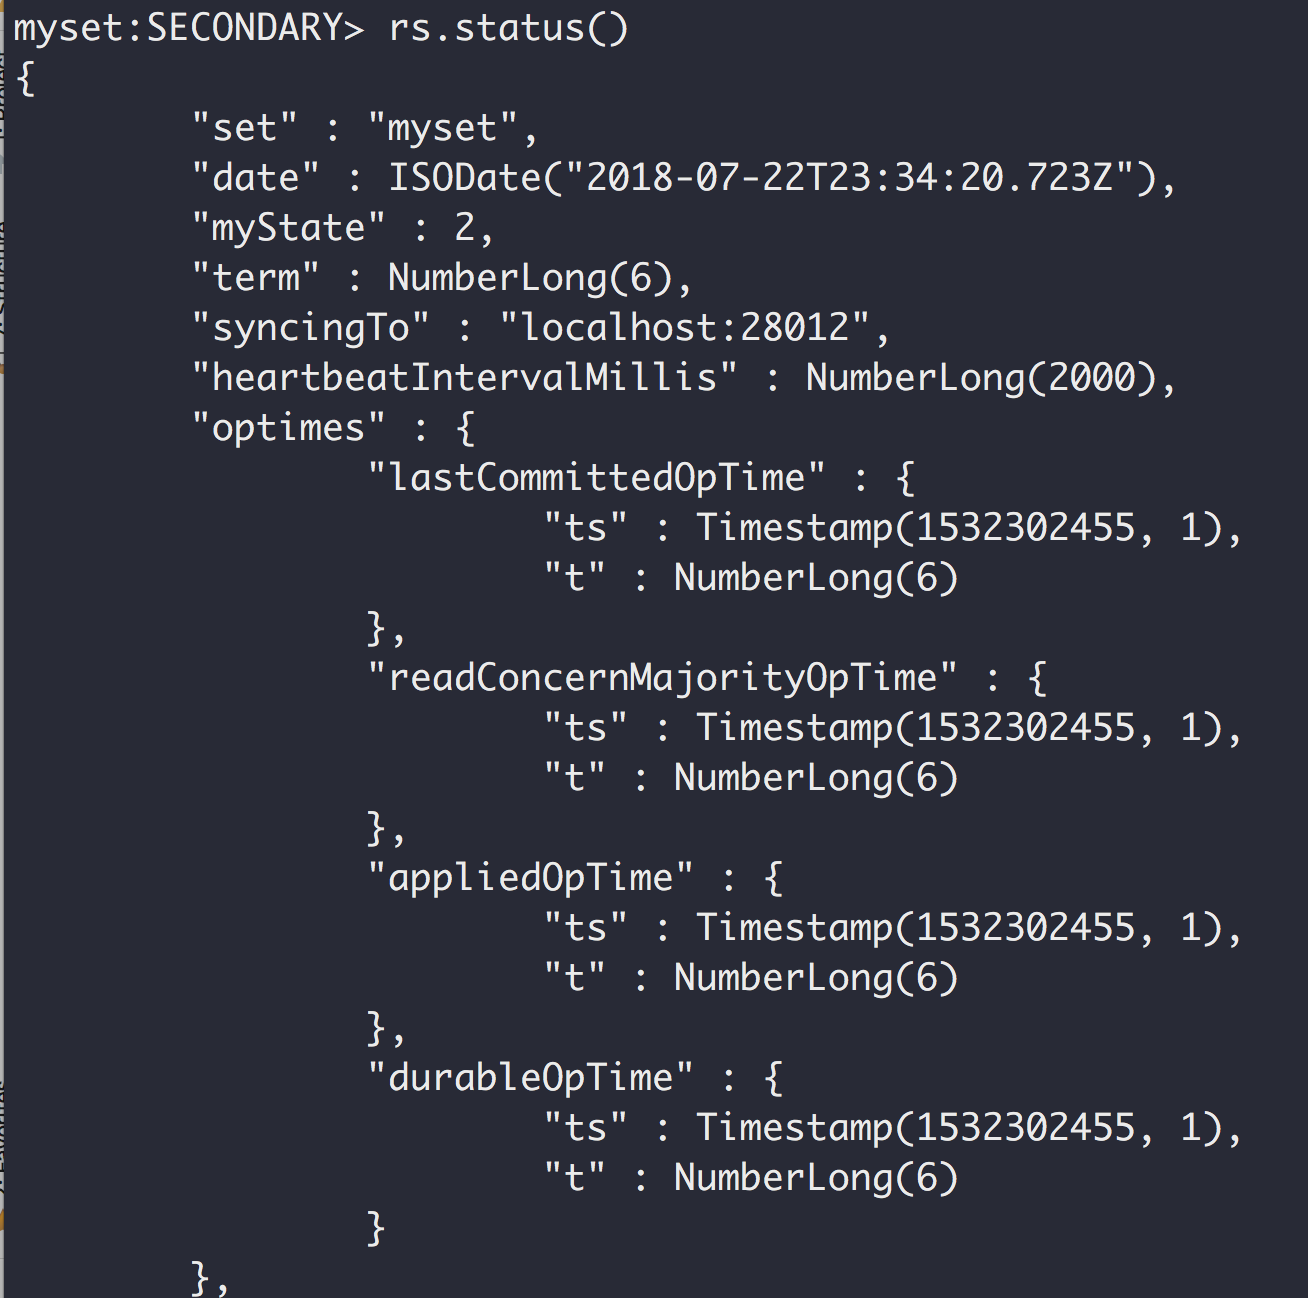 myset:SECONDARY> rs.status()
{
"set" : "myset",
"date" : ISODate("2018-07-22T23:34:20.723Z"),
"myState" : 2,
"term" : NumberLong(6),
"syncingTo" : "localhost:28012",
"heartbeatIntervalMillis" : NumberLong(2000),
"optimes" : {
"lastCommittedOpTime" : {
"ts" : Timestamp(1532302455, 1),
"t" : NumberLong(6)
},
"readConcernMajorityOpTime" : {
"ts" : Timestamp(1532302455, 1),
"t" : NumberLong(6)
},
"appliedOpTime" : {
"ts" : Timestamp(1532302455, 1),
"t" : NumberLong(6)
},
"durableOpTime" : {
"ts" : Timestamp(1532302455, 1),
"t" : NumberLong(6)
}
},